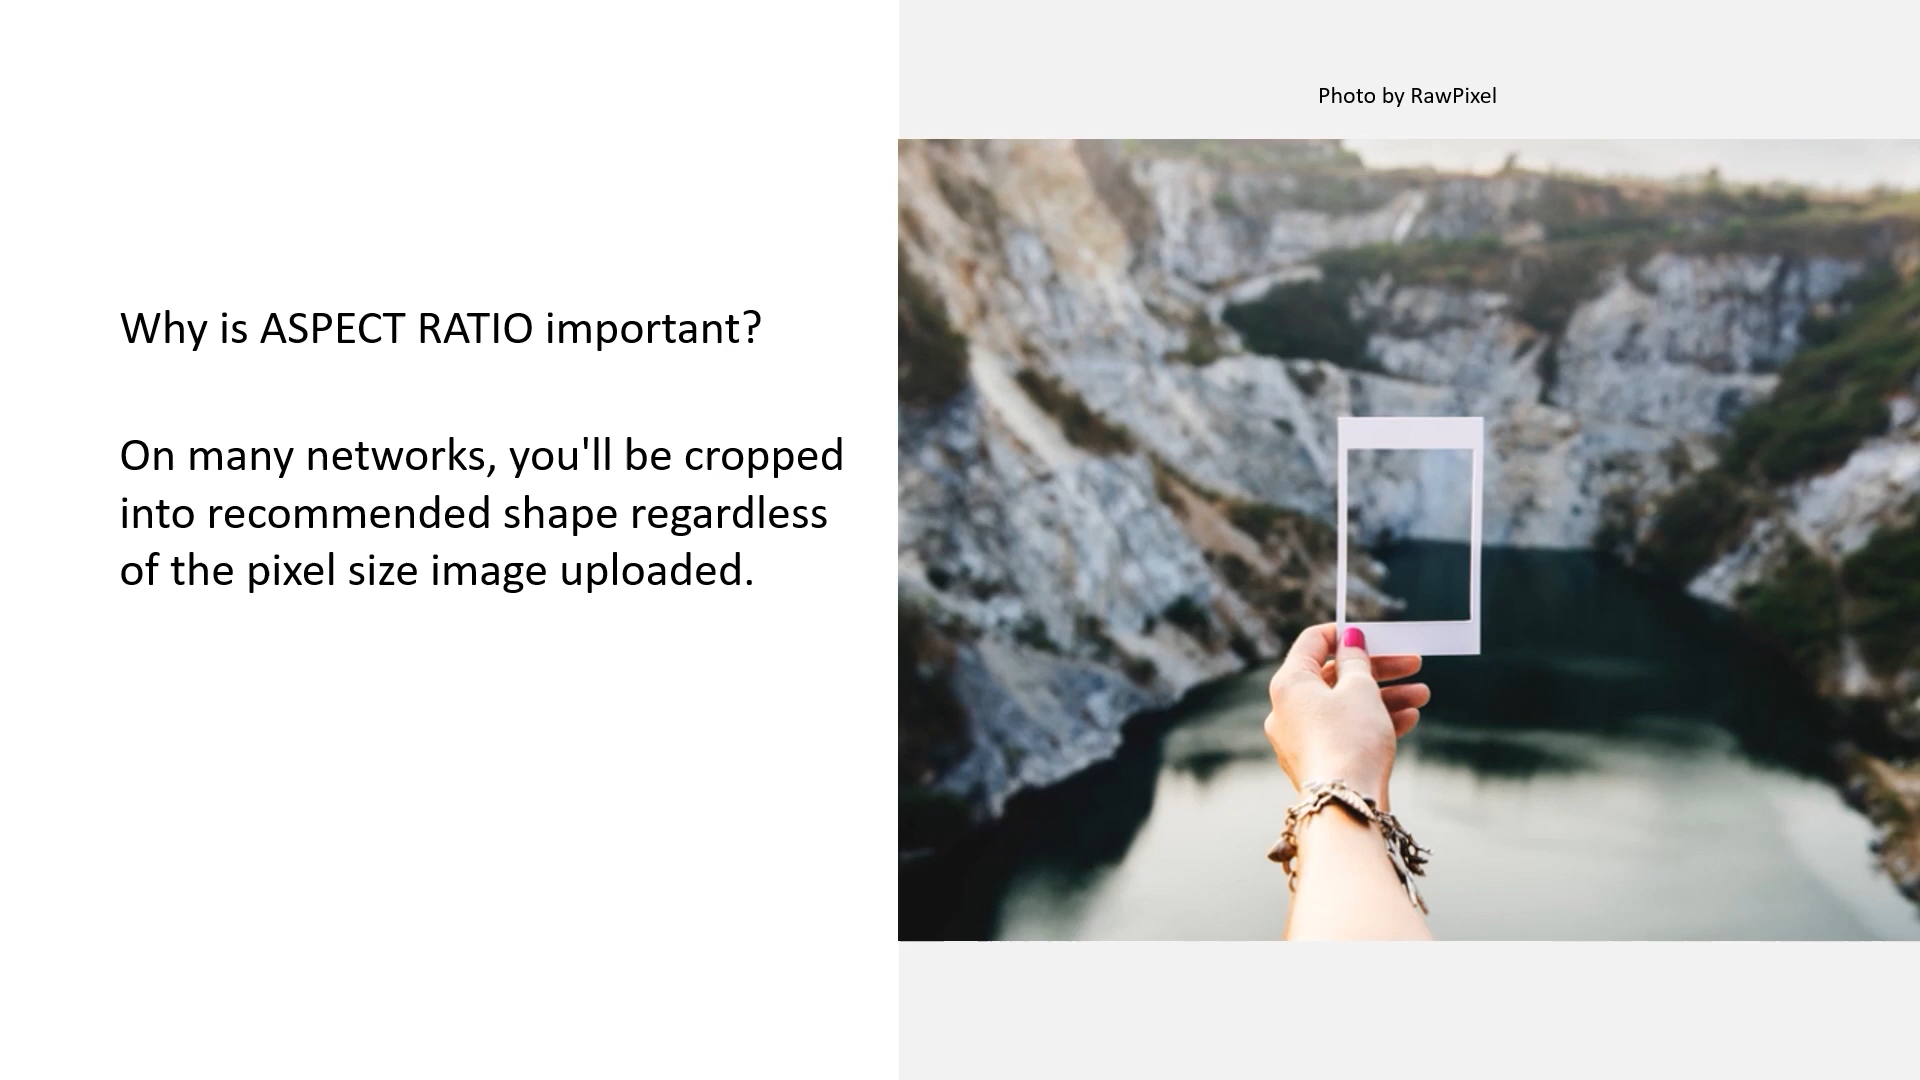 Photo by RawPixel
Why is ASPECT RATIO important?
On many networks, you'll be cropped
into recommended shape regardless
of the pixel size image uploaded.